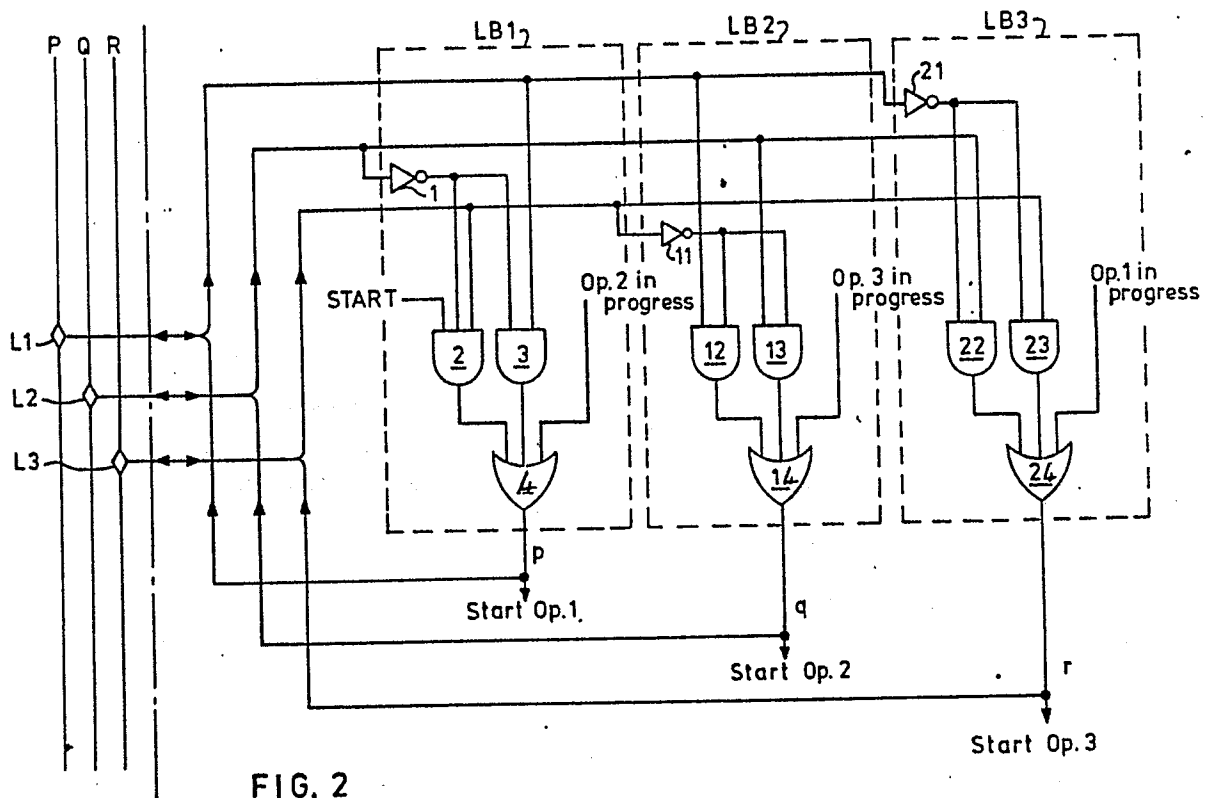 LB1
LB2
LB3
P Q R
21
1
11
START
Op.2 in
progress
Op. 3 in
progress
Op.1 in
progress
L1
2
3
12
13
22
23
L2
L3
4
14
24
p
Start Op.1.
q
Start Op. 2
r
Start Op. 3
FIG. 2